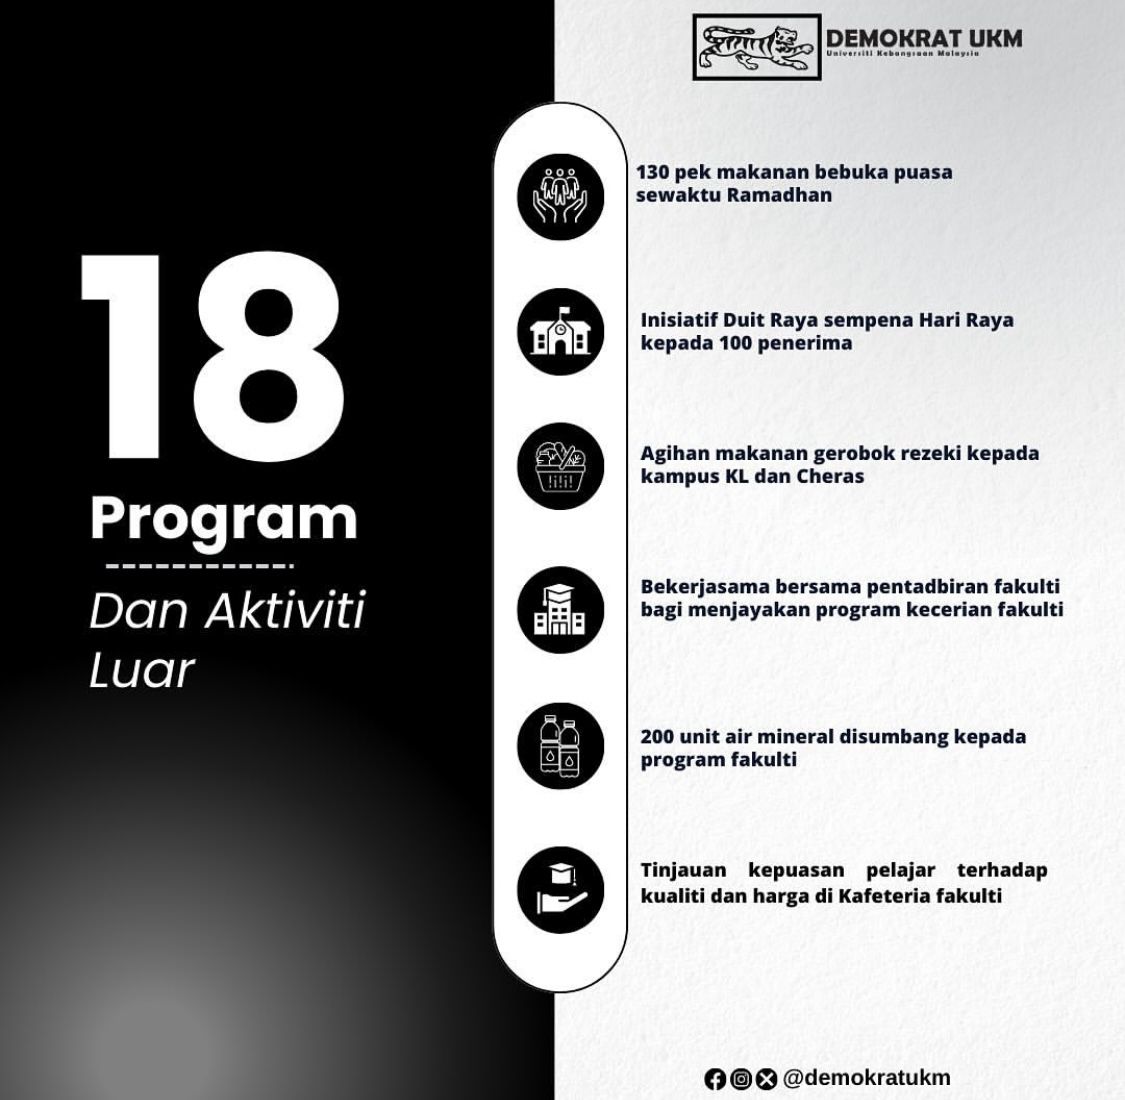 DEMOKRAT UKM
Universiti Kebangsaan Malaysia
18
Program
Dan Aktiviti
Luar
130 pek makanan bebuka puasa
sewaktu Ramadhan
Inisiatif Duit Raya sempena Hari Raya
kepada 100 penerima
Agihan makanan gerobok rezeki kepada
kampus KL dan Cheras
Bekerjasama bersama pentadbiran fakulti
bagi menjayakan program kecerian fakulti
200 unit air mineral disumbang kepada
program fakulti
Tinjauan kepuasan pelajar terhadap
kualiti dan harga di Kafeteria fakulti
@demokratukm